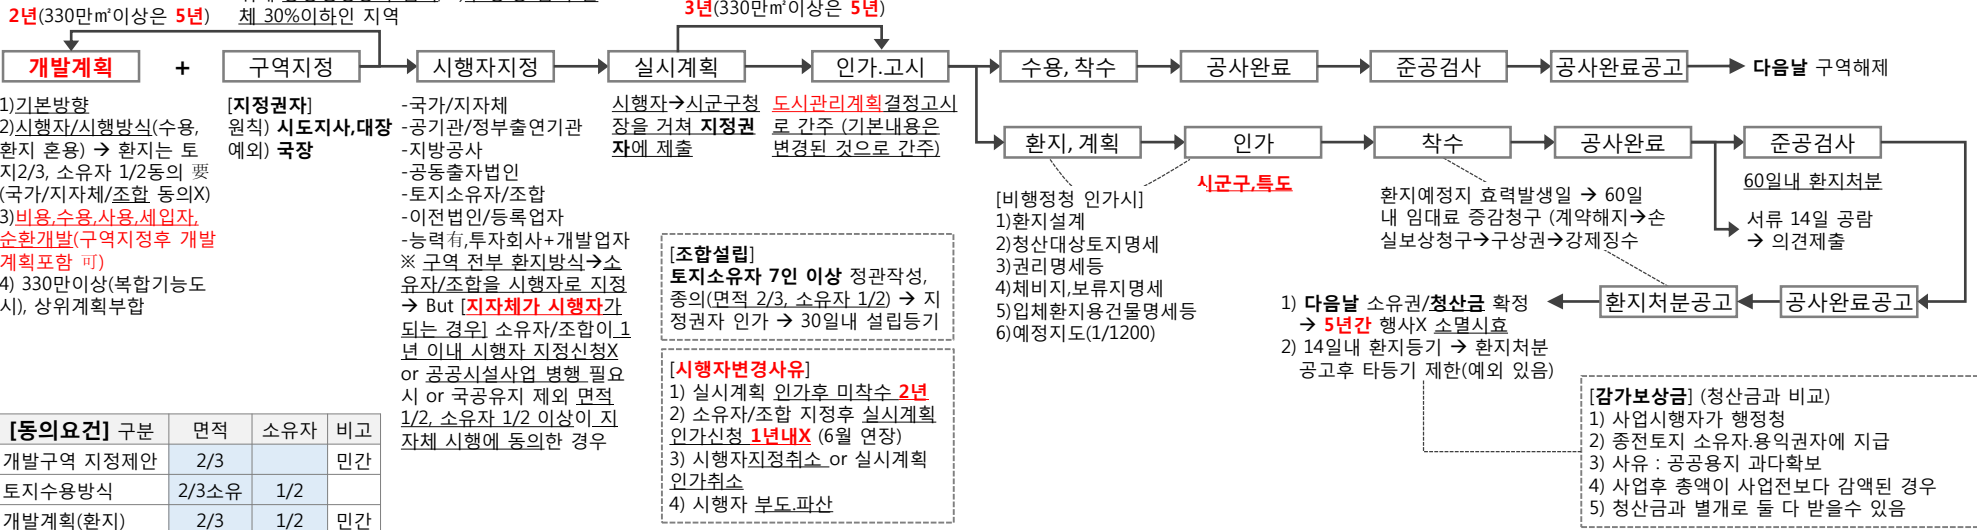 2년(330만㎡이상은 5년)
체 30%이하인 지역
3년(330만㎡이상은 5년)
개발계획
+
구역지정
시행자지정
실시계획
인가.고시
수용, 착수
공사완료
준공검사
공사완료공고
다음날 구역해제
1)기본방향
2)시행자/시행방식(수용,
환지 혼용) → 환지는 토
지2/3, 소유자 1/2동의 要
(국가/지자체/조합 동의X)
3)비용,수용,사용,세입자,
순환개발(구역지정후 개발
계획포함 可)
4) 330만이상(복합기능도
시), 상위계획부합
[지정권자]
원칙) 시도지사,대장
예외) 국장
-국가/지자체
-공기관/정부출연기관
-지방공사
-공동출자법인
-토지소유자/조합
-이전법인/등록업자
-능력有,투자회사+개발업자
※ 구역 전부 환지방식→소
유자/조합을 시행자로 지정
→ But [지자체가 시행자가
되는 경우] 소유자/조합이 1
년 이내 시행자 지정신청X
or 공공시설사업 병행 필요
시 or 국공유지 제외 면적
1/2, 소유자 1/2 이상이 지
자체 시행에 동의한 경우
시행자→시군구청
장을 거쳐 지정권
자에 제출
도시관리계획결정고시
로 간주 (기본내용은
변경된 것으로 간주)
환지, 계획
인가
착수
공사완료
준공검사
[비행정청 인가시]
1)환지설계
2)청산대상토지명세
3)권리명세등
4)체비지,보류지명세
5)입체환지용건물명세등
6)예정지도(1/1200)
시군구,특도
환지예정지 효력발생일 → 60일
내 임대료 증감청구 (계약해지→손
실보상청구→구상권→강제징수
60일내 환지처분
서류 14일 공람
→ 의견제출
환지처분공고
공사완료공고
1) 다음날 소유권/청산금 확정
→ 5년간 행사X 소멸시효
2) 14일내 환지등기 → 환지처분
공고후 타등기 제한(예외 있음)
[조합설립]
토지소유자 7인 이상 정관작성,
종의(면적 2/3, 소유자 1/2) → 지
정권자 인가 → 30일내 설립등기
[시행자변경사유]
1) 실시계획 인가후 미착수 2년
2) 소유자/조합 지정후 실시계획
인가신청 1년내X (6월 연장)
3) 시행자지정취소 or 실시계획
인가취소
4) 시행자 부도.파산
[감가보상금] (청산금과 비교)
1) 사업시행자가 행정청
2) 종전토지 소유자.용익권자에 지급
3) 사유 : 공공용지 과다확보
4) 사업후 총액이 사업전보다 감액된 경우
5) 청산금과 별개로 둘 다 받을수 있음
[동의요건] 구분 면적 소유자 비고
개발구역 지정제안 2/3 민간
토지수용방식 2/3소유 1/2
개발계획(환지) 2/3 1/2 민간